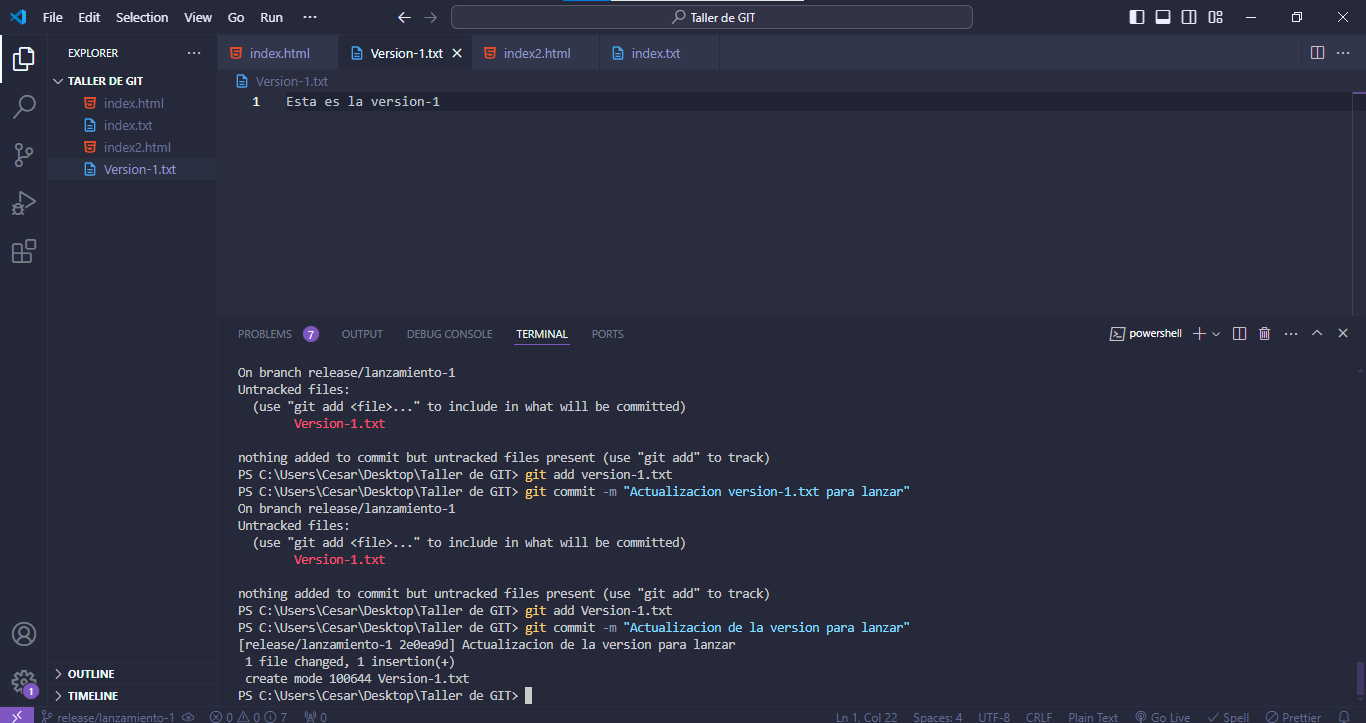 File Edit Selection View Go Run ··· Taller de GIT
EXPLORER ···
TALLER DE GIT
index.html
index.txt
index2.html
Version-1.txt
OUTLINE
TIMELINE
1
index.html Version-1.txt index2.html index.txt ···
Version-1.txt
1 Esta es la version-1
PROBLEMS 7 OUTPUT DEBUG CONSOLE TERMINAL PORTS powershell ···
On branch release/lanzamiento-1
Untracked files:
(use "git add <file>..." to include in what will be committed)
Version-1.txt
nothing added to commit but untracked files present (use "git add" to track)
PS C:\Users\Cesar\Desktop\Taller de GIT> git add version-1.txt
PS C:\Users\Cesar\Desktop\Taller de GIT> git commit -m "Actualizacion version-1.txt para lanzar"
On branch release/lanzamiento-1
Untracked files:
(use "git add <file>..." to include in what will be committed)
Version-1.txt
nothing added to commit but untracked files present (use "git add" to track)
PS C:\Users\Cesar\Desktop\Taller de GIT> git add Version-1.txt
PS C:\Users\Cesar\Desktop\Taller de GIT> git commit -m "Actualizacion de la version para lanzar"
[release/lanzamiento-1 2e0ea9d] Actualizacion de la version para lanzar
1 file changed, 1 insertion(+)
create mode 100644 Version-1.txt
PS C:\Users\Cesar\Desktop\Taller de GIT>
release/lanzamiento-1 0 0 7 0 Ln 1, Col 22 Spaces: 4 UTF-8 CRLF Plain Text Go Live Spell Prettier